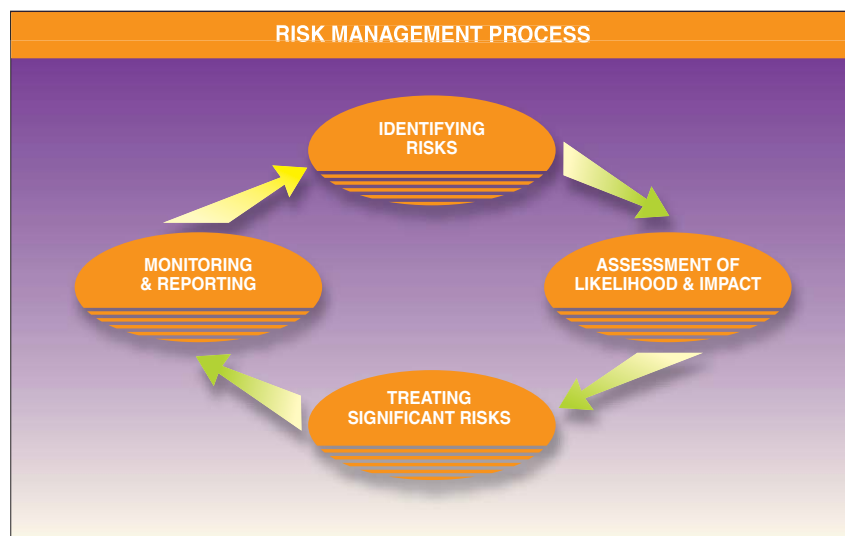 RISK MANAGEMENT PROCESS
IDENTIFYING
RISKS
ASSESSMENT OF
LIKELIHOOD & IMPACT
TREATING
SIGNIFICANT RISKS
MONITORING
& REPORTING